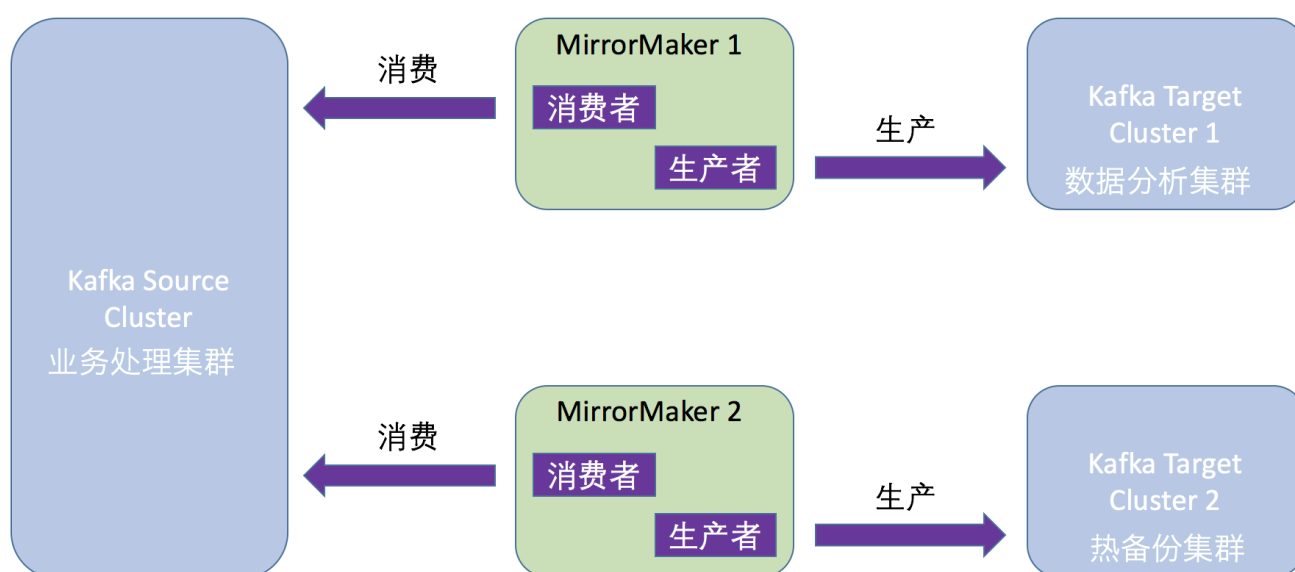 Kafka Source
Cluster
业务处理集群
消费
MirrorMaker 1
消费者
生产者
生产
Kafka Target
Cluster 1
数据分析集群
消费
MirrorMaker 2
消费者
生产者
生产
Kafka Target
Cluster 2
热备份集群